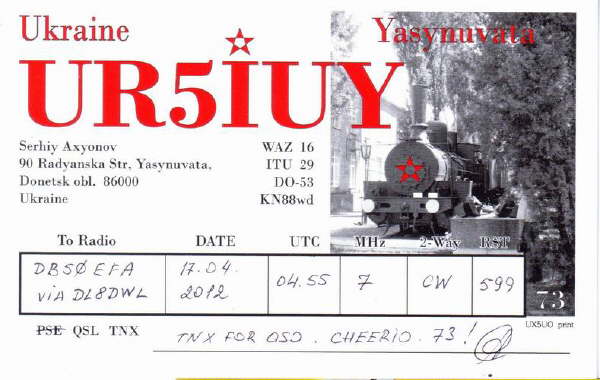 Ukraine Yasynuvata
UR5IUY
Serhiy Axyonov WAZ 16
90 Radyanska Str, Yasynuvata, ITU 29
Donetsk obl. 86000 DO-53
Ukraine KN88wd
To Radio DATE UTC MHz 2-Way RST
DB50EFA 17.04. 04.55 7 CW 599
via DL8DWL 2012
73
UX5UO print
PSE QSL TNX TNX FOR QSO. CHEERIO. 73!